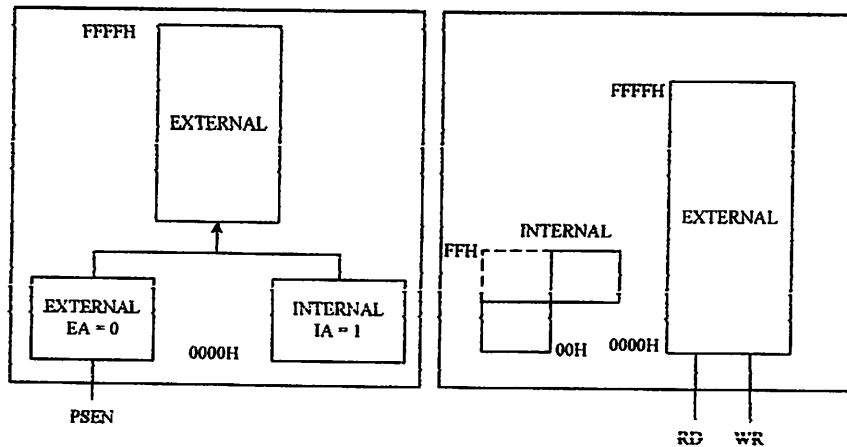 FFFFH
EXTERNAL
EXTERNAL
EA = 0
0000H
INTERNAL
IA = 1
PSEN
FFFFH
EXTERNAL
INTERNAL
FFH
00H
0000H
RD
WR